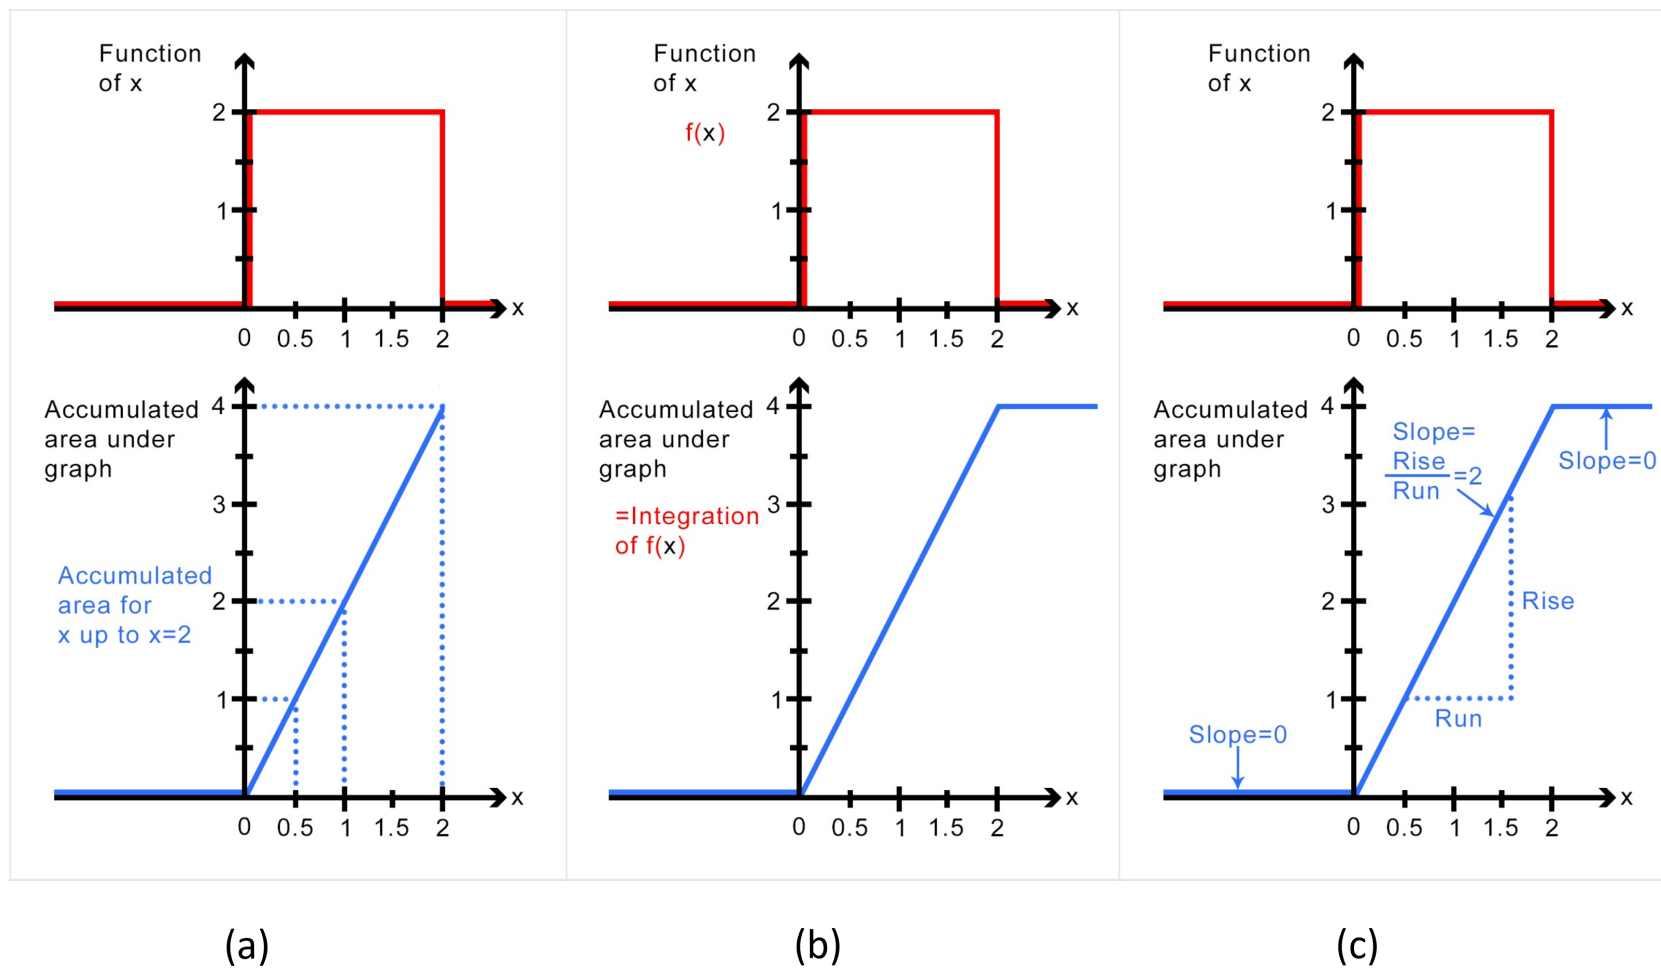 Function
of x
2
1
x
0 0.5 1 1.5 2
Accumulated
area under
graph
4
3
Accumulated
area for
x up to x=2
2
1
x
0 0.5 1 1.5 2
(a)
Function
of x
f(x)
2
1
x
0 0.5 1 1.5 2
Accumulated
area under
graph
=Integration
of f(x)
4
3
2
1
x
0 0.5 1 1.5 2
(b)
Function
of x
2
1
x
0 0.5 1 1.5 2
Accumulated
area under
graph
4
3
2
1
Slope=
Rise
=2
Run
Slope=0
Rise
Run
Slope=0
x
0 0.5 1 1.5 2
(c)